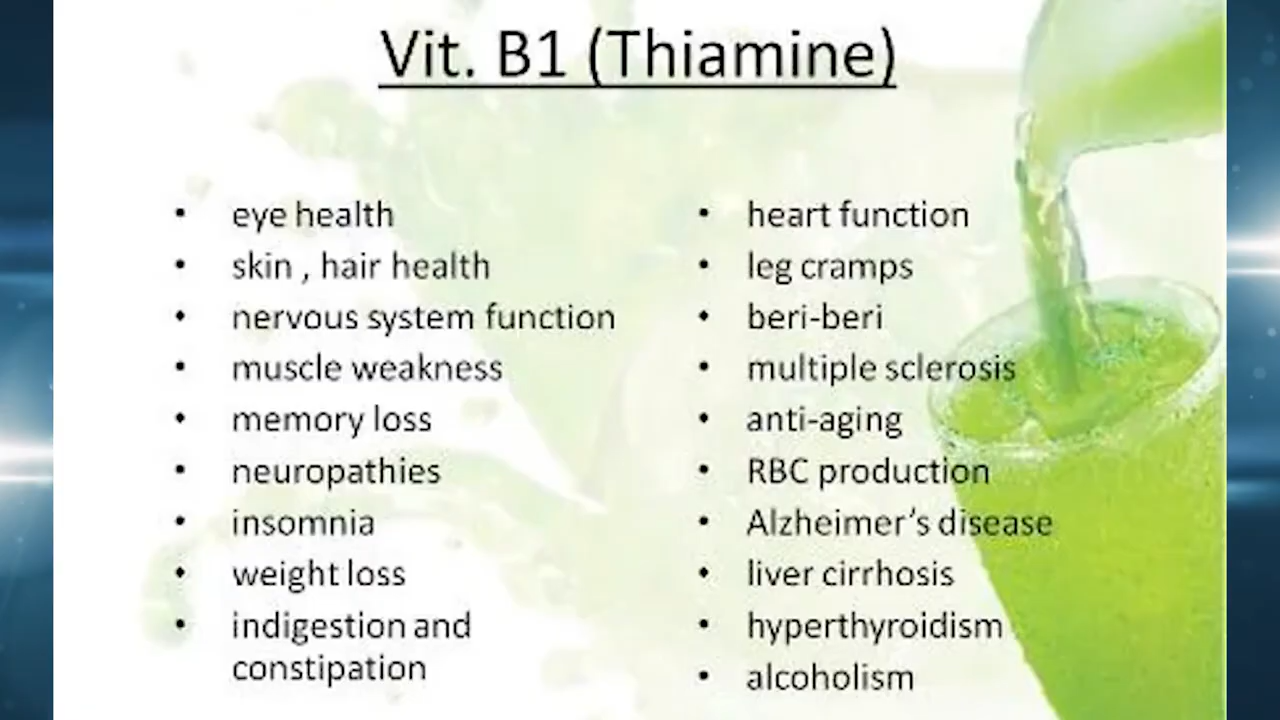 Vit. B1 (Thiamine)
• eye health
• skin , hair health
• nervous system function
• muscle weakness
• memory loss
• neuropathies
• insomnia
• weight loss
• indigestion and
constipation
• heart function
• leg cramps
• beri-beri
• multiple sclerosis
• anti-aging
• RBC production
• Alzheimer’s disease
• liver cirrhosis
• hyperthyroidism
• alcoholism